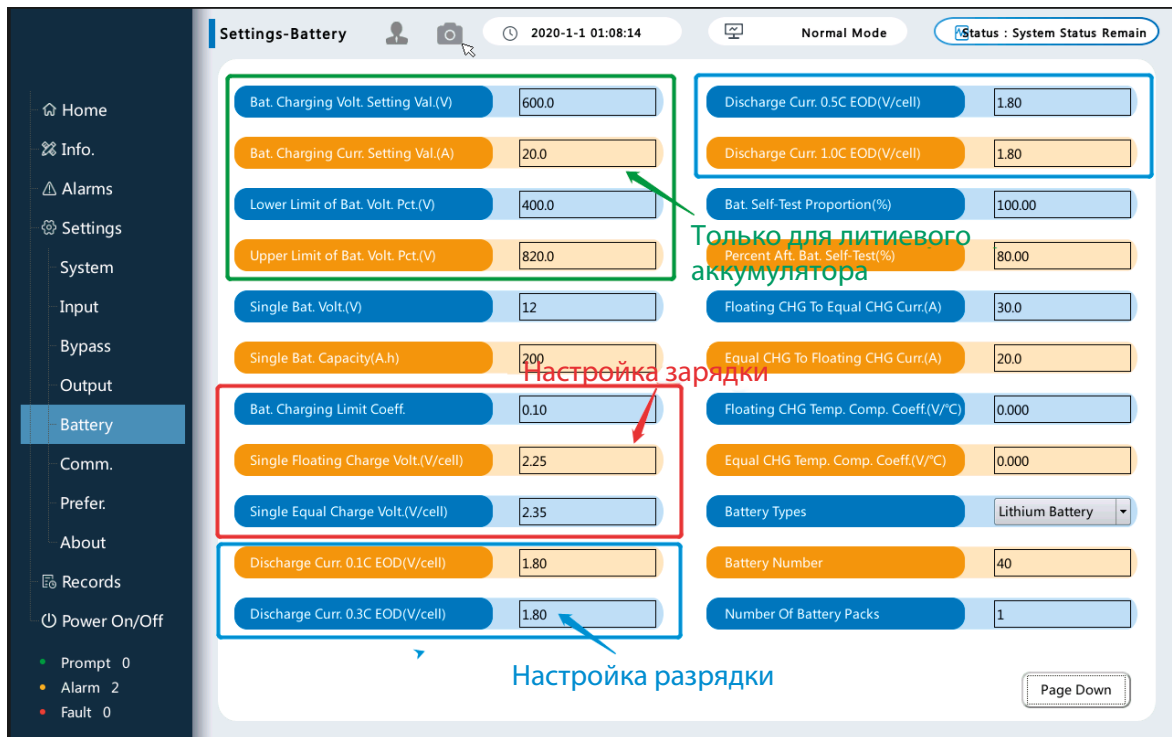 Settings-Battery
2020-1-1 01:08:14
Normal Mode
Status : System Status Remain
Home
Info.
Alarms
Settings
System
Input
Bypass
Output
Battery
Comm.
Prefer.
About
Records
Power On/Off
Prompt 0
Alarm 2
Fault 0
Bat. Charging Volt. Setting Val.(V) 600.0
Bat. Charging Curr. Setting Val.(A) 20.0
Lower Limit of Bat. Volt. Pct.(V) 400.0
Upper Limit of Bat. Volt. Pct.(V) 820.0
Single Bat. Volt.(V) 12
Single Bat. Capacity(A.h) 200
Настройка зарядки
Bat. Charging Limit Coeff. 0.10
Single Floating Charge Volt.(V/cell) 2.25
Single Equal Charge Volt.(V/cell) 2.35
Discharge Curr. 0.1C EOD(V/cell) 1.80
Discharge Curr. 0.3C EOD(V/cell) 1.80
Настройка разрядки
Discharge Curr. 0.5C EOD(V/cell) 1.80
Discharge Curr. 1.0C EOD(V/cell) 1.80
Bat. Self-Test Proportion(%) 100.00
Только для литиевого
Percent Aft. Bat. Self-Test(%) 80.00
аккумулятора
Floating CHG To Equal CHG Curr.(A) 30.0
Equal CHG To Floating CHG Curr.(A) 20.0
Floating CHG Temp. Comp. Coeff.(V/℃) 0.000
Equal CHG Temp. Comp. Coeff.(V/℃) 0.000
Battery Types Lithium Battery
Battery Number 40
Number Of Battery Packs 1
Page Down